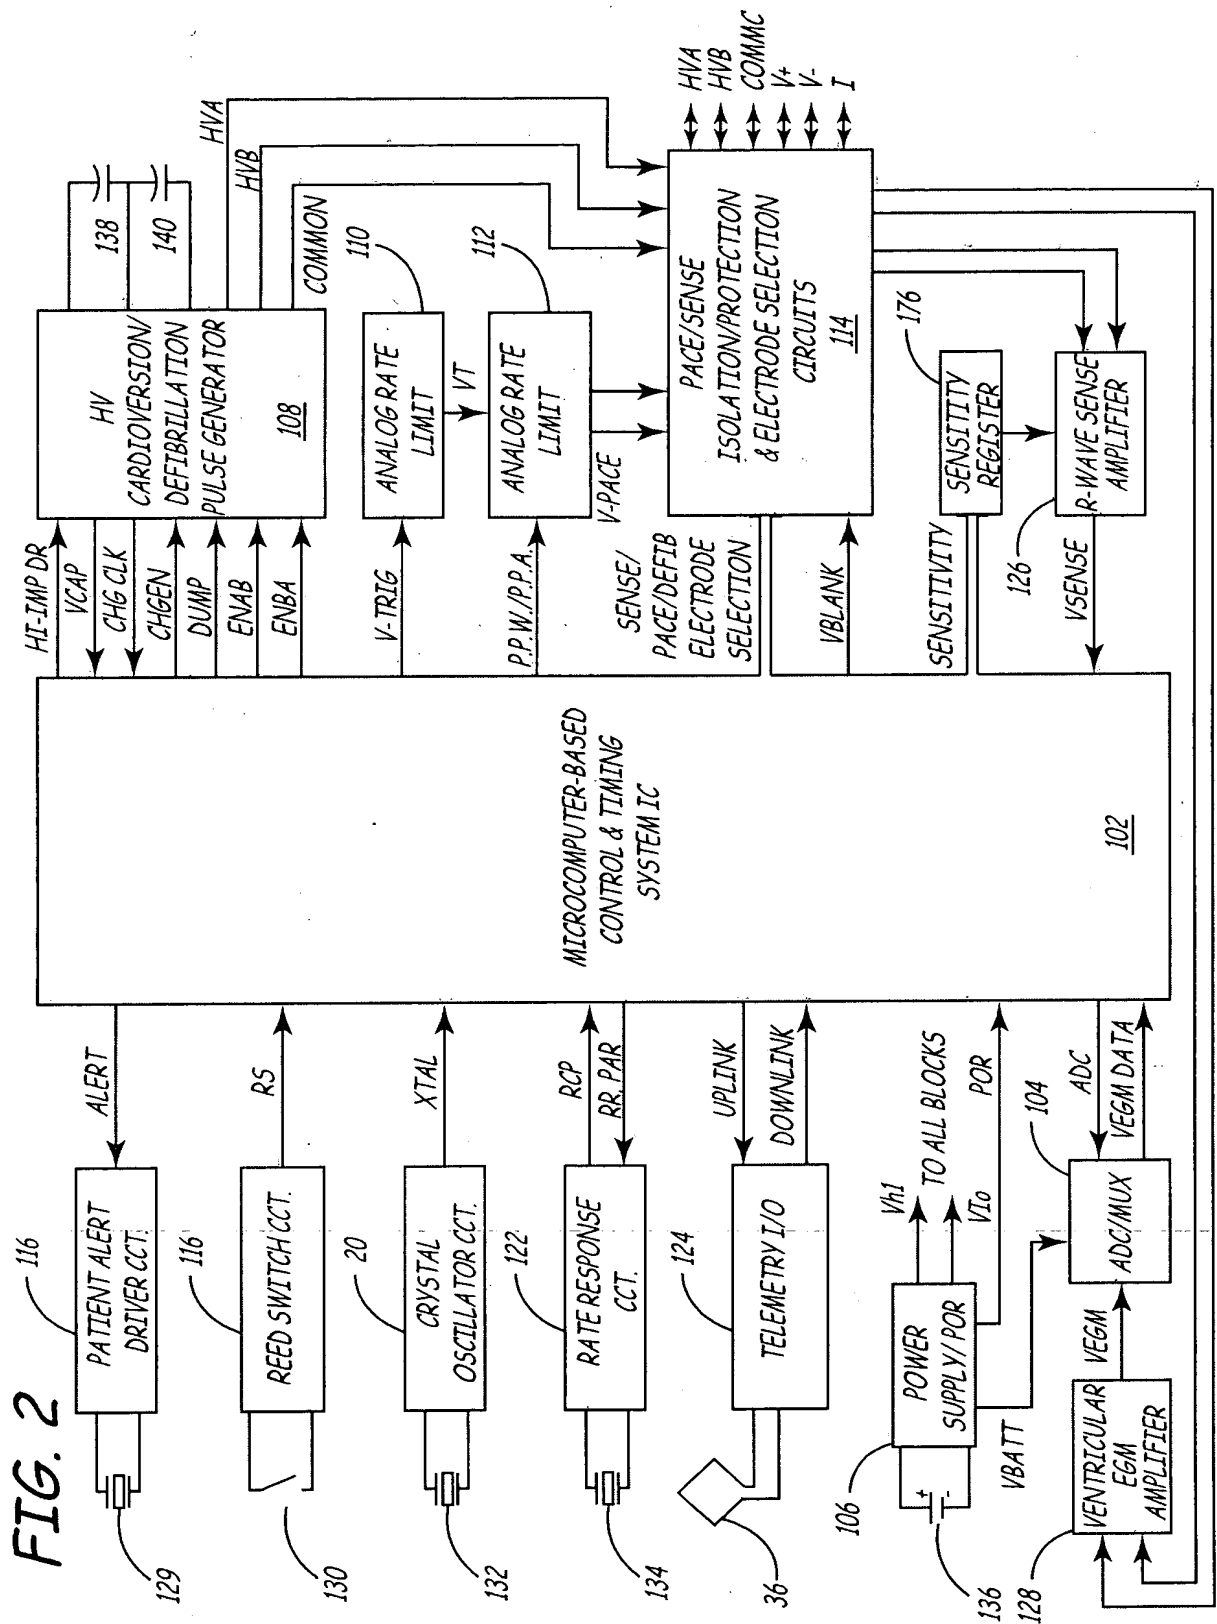 FIG. 2
116
PATIENT ALERT
DRIVER CCT.
129
ALERT
116
REED SWITCH CCT.
130
RS
20
CRYSTAL
OSCILLATOR CCT.
132
XTAL
122
RATE RESPONSE
CCT.
134
RCP
RR, PAR
124
TELEMETRY I/O
36
UPLINK
DOWNLINK
106
POWER
SUPPLY/POR
+
-
136
Vh1
TO ALL BLOCKS
VIo
POR
VBATT
104
ADC/MUX
ADC
VEGM DATA
VEGM
128
VENTRICULAR
EGM
AMPLIFIER
MICROCOMPUTER-BASED
CONTROL & TIMING
SYSTEM IC
102
HI-IMP DR
VCAP
CHG CLK
CHGEN
DUMP
ENAB
ENBA
HV
CARDIOVERSION/
DEFIBRILLATION
PULSE GENERATOR
108
138
140
HVA
HVB
COMMON
V-TRIG
ANALOG RATE
LIMIT
110
VT
P.P.W./P.P.A.
ANALOG RATE
LIMIT
112
V-PACE
SENSE/
PACE/DEFIB
ELECTRODE
SELECTION
PACE/SENSE
ISOLATION/PROTECTION
& ELECTRODE SELECTION
CIRCUITS
114
HVA
HVB
COMMC
V+
V-
I
VBLANK
SENSITIVITY
SENSITIVITY
REGISTER
176
R-WAVE SENSE
AMPLIFIER
126
VSENSE